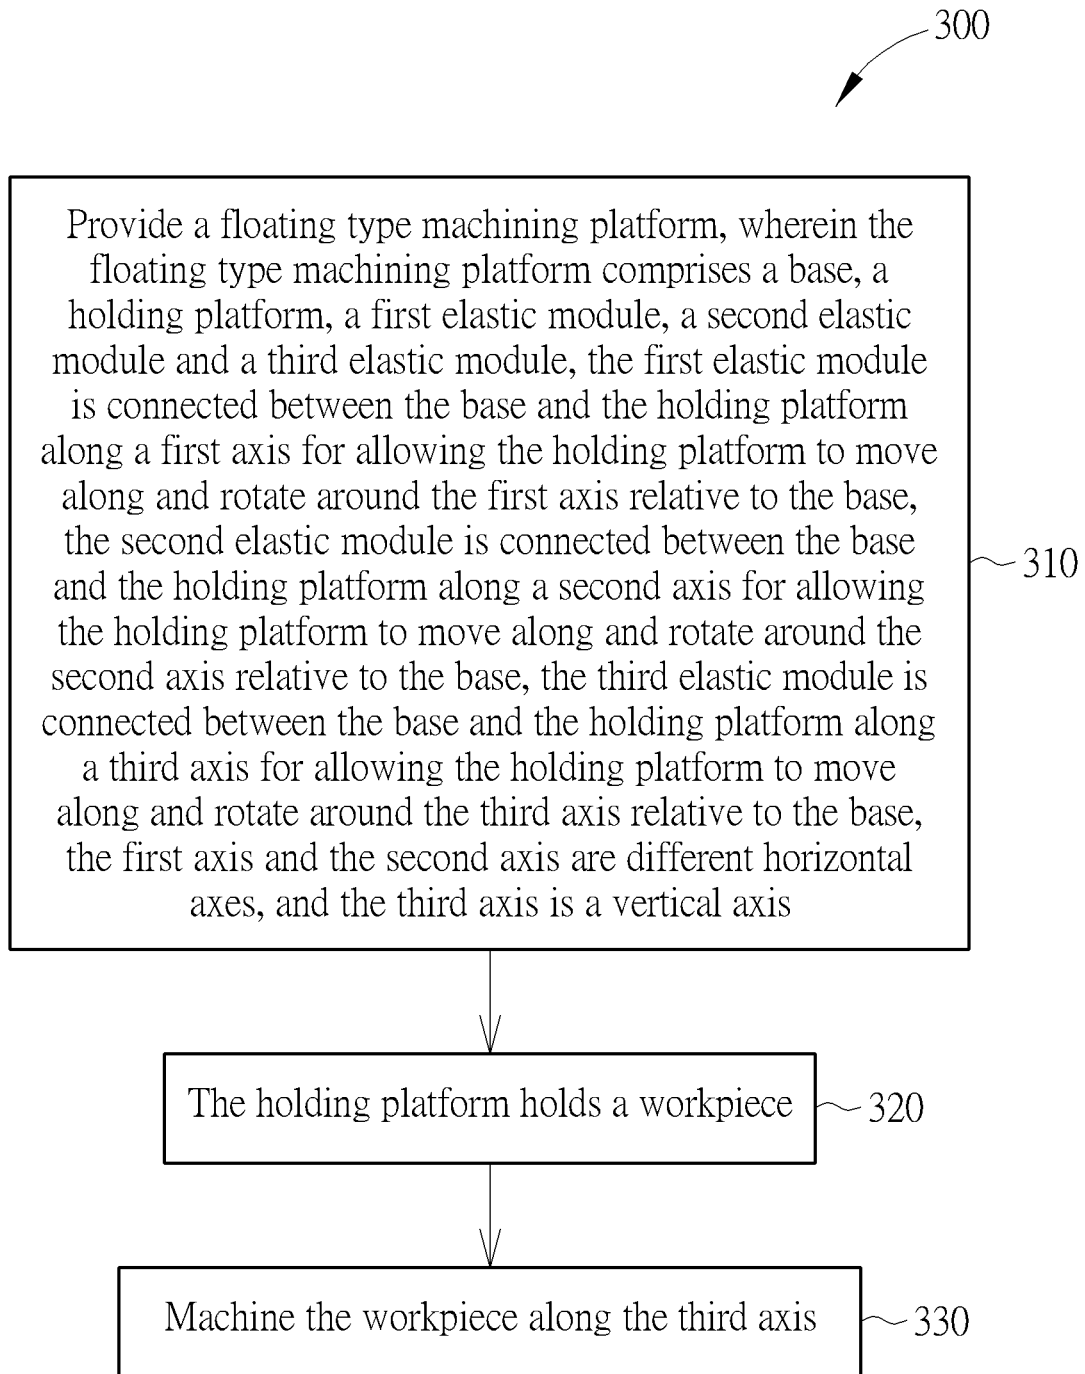 300
Provide a floating type machining platform, wherein the
floating type machining platform comprises a base, a
holding platform, a first elastic module, a second elastic
module and a third elastic module, the first elastic module
is connected between the base and the holding platform
along a first axis for allowing the holding platform to move
along and rotate around the first axis relative to the base,
the second elastic module is connected between the base
and the holding platform along a second axis for allowing
the holding platform to move along and rotate around the
second axis relative to the base, the third elastic module is
connected between the base and the holding platform along
a third axis for allowing the holding platform to move
along and rotate around the third axis relative to the base,
the first axis and the second axis are different horizontal
axes, and the third axis is a vertical axis
310
The holding platform holds a workpiece
320
Machine the workpiece along the third axis
330